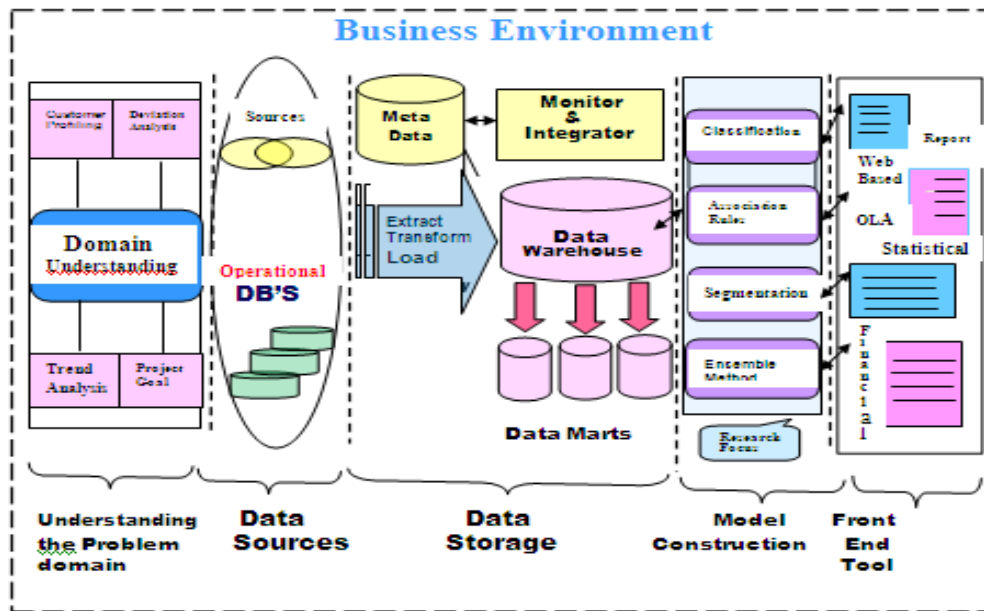 Business Environment
Customer
Profiling
Deviation
Analysis
Domain
Understanding
Trend
Analysis
Project
Goal
Sources
Operational
DB'S
Meta
Data
Monitor
&
Integrator
Extract
Transform
Load
Data
Warehouse
Data Marts
Classification
Association
Rules
Segmentation
Ensemble
Method
Research
Focus
Report
Web
Based
OLA
Statistical
F
i
n
a
n
c
i
a
l
Understanding
the Problem
domain
Data
Sources
Data
Storage
Model
Construction
Front
End
Tool